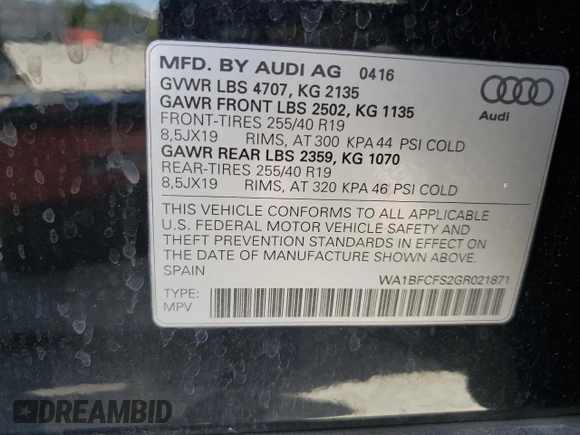 MFD. BY AUDI AG 0416
GVWR LBS 4707, KG 2135
GAWR FRONT LBS 2502, KG 1135
FRONT-TIRES 255/40 R19
8,5JX19 RIMS, AT 300 KPA 44 PSI COLD
GAWR REAR LBS 2359, KG 1070
REAR-TIRES 255/40 R19
8,5JX19 RIMS, AT 320 KPA 46 PSI COLD
Audi
THIS VEHICLE CONFORMS TO ALL APPLICABLE
U.S. FEDERAL MOTOR VEHICLE SAFETY AND
THEFT PREVENTION STANDARDS IN EFFECT ON
THE DATE OF MANUFACTURE SHOWN ABOVE.
SPAIN
WA1BFCFS2GR021871
TYPE:
MPV
DREAMBID